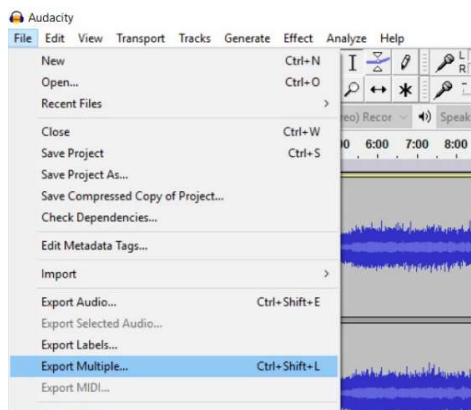 Audacity
File Edit View Transport Tracks Generate Effect Analyze Help
New Ctrl+N
Open... Ctrl+O
Recent Files >
Close Ctrl+W
Save Project Ctrl+S
Save Project As...
Save Compressed Copy of Project...
Check Dependencies...
Edit Metadata Tags...
Import >
Export Audio... Ctrl+Shift+E
Export Selected Audio...
Export Labels...
Export Multiple... Ctrl+Shift+L
Export MIDI...
L
R
Recor
Speak
6:00 7:00 8:00